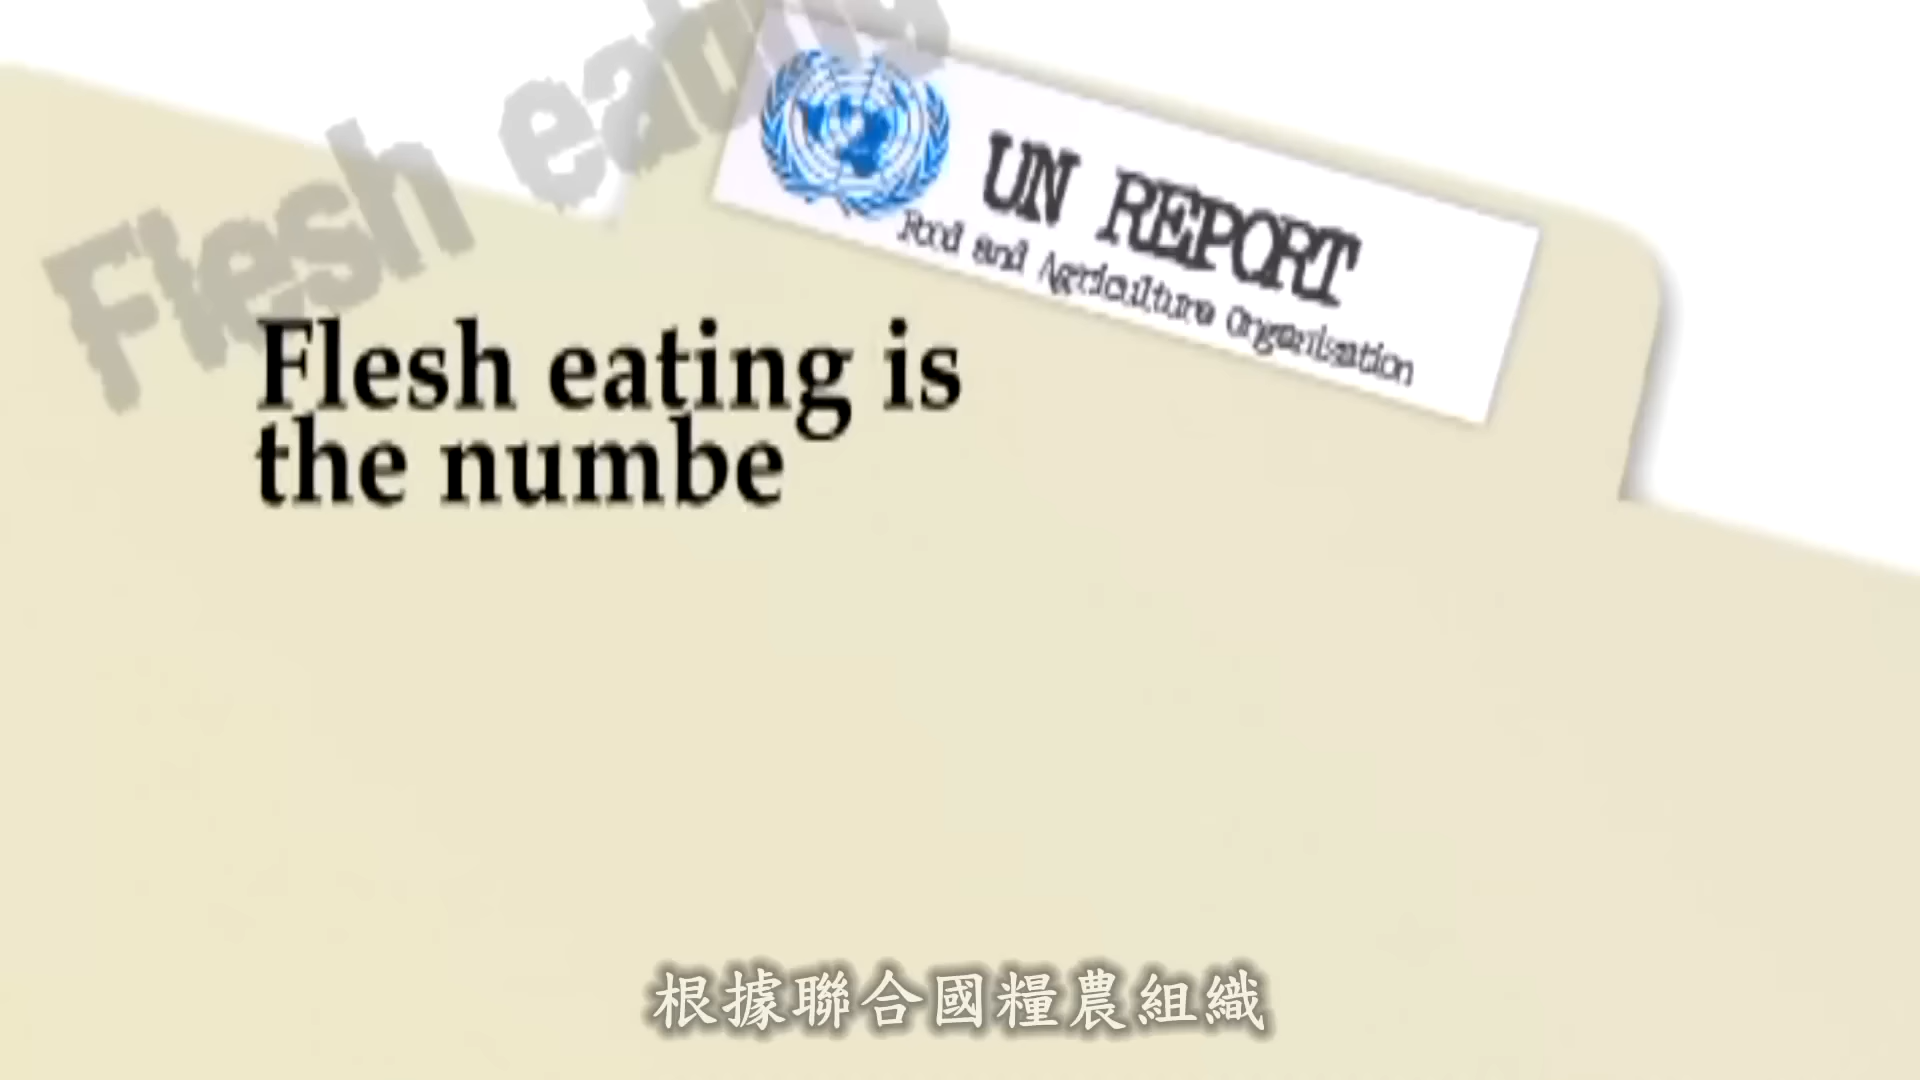 Flesh eating
UN REPORT
Food and Agriculture Organisation
Flesh eating is
the numbe
根據聯合國糧農組織